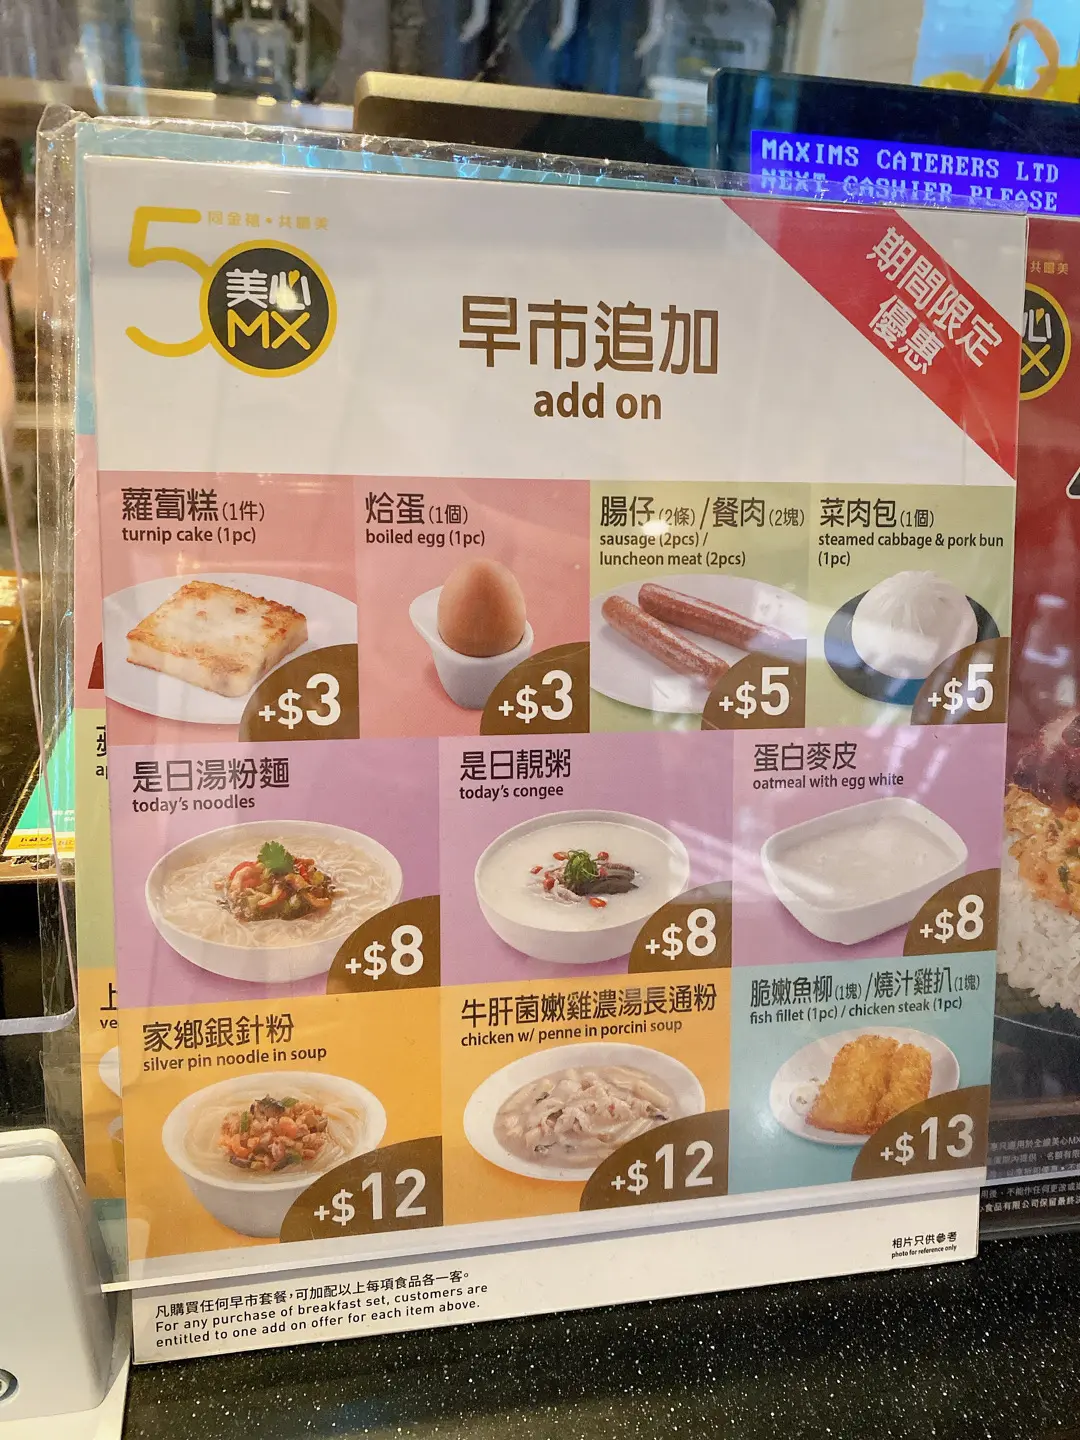 MAXIMS CATERERS LTD
NEXT CASHIER PLEASE
50
同金禧•共嚐美
美心
MX
期間限定
優惠
早市追加
add on
蘿蔔糕(1件)
turnip cake (1pc)
+$3
烚蛋(1個)
boiled egg (1pc)
+$3
腸仔(2條)/餐肉(2塊)
sausage (2pcs) /
luncheon meat (2pcs)
+$5
菜肉包(1個)
steamed cabbage & pork bun
(1pc)
+$5
是日湯粉麵
today's noodles
+$8
是日靚粥
today's congee
+$8
蛋白麥皮
oatmeal with egg white
+$8
家鄉銀針粉
silver pin noodle in soup
+$12
牛肝菌嫩雞濃湯長通粉
chicken w/ penne in porcini soup
+$12
脆嫩魚柳(1塊)/燒汁雞扒(1塊)
fish fillet (1pc) / chicken steak (1pc)
+$13
相片只供參考
photo for reference only
凡購買任何早市套餐,可加配以上每項食品各一客。
For any purchase of breakfast set, customers are
entitled to one add on offer for each item above.
共嚐美
心
X